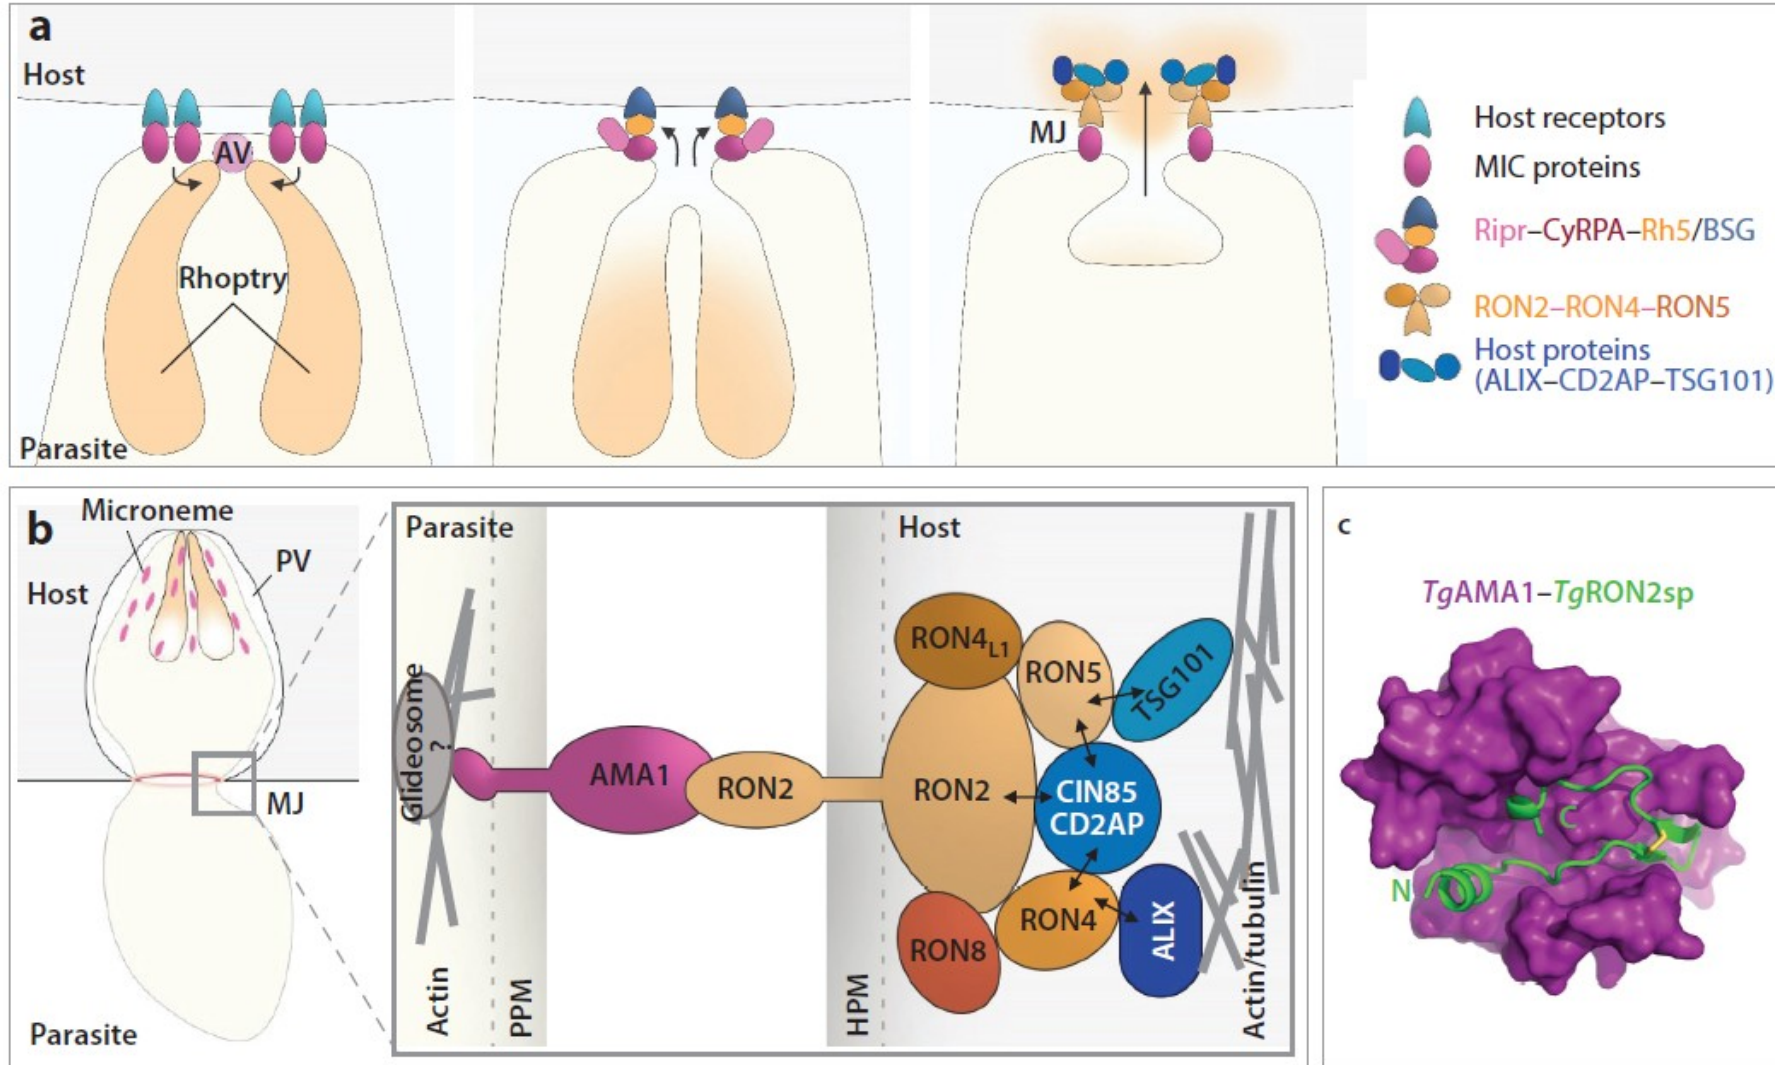 a
Host
AV
Rhoptry
Parasite
MJ
Host receptors
MIC proteins
Ripr–CyRPA–Rh5/BSG
RON2–RON4–RON5
Host proteins
(ALIX–CD2AP–TSG101)
b
Microneme
PV
Host
MJ
Parasite
Parasite
Host
Glideosome
?
AMA1
RON2
RON2
RON4L1
RON5
TSG101
CIN85
CD2AP
RON4
ALIX
RON8
Actin
PPM
HPM
Actin/tubulin
c
TgAMA1–TgRON2sp
C
N